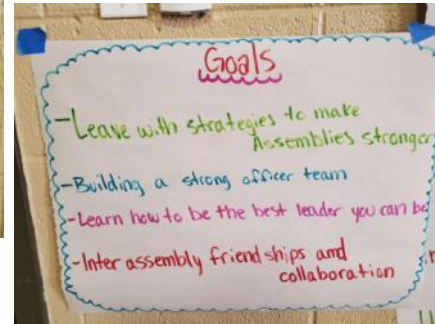 Goals
-Leave with strategies to make
Assemblies stronger
-Building a strong officer team
-Learn how to be the best leader you can be
-Inter assembly friendships and
collaboration